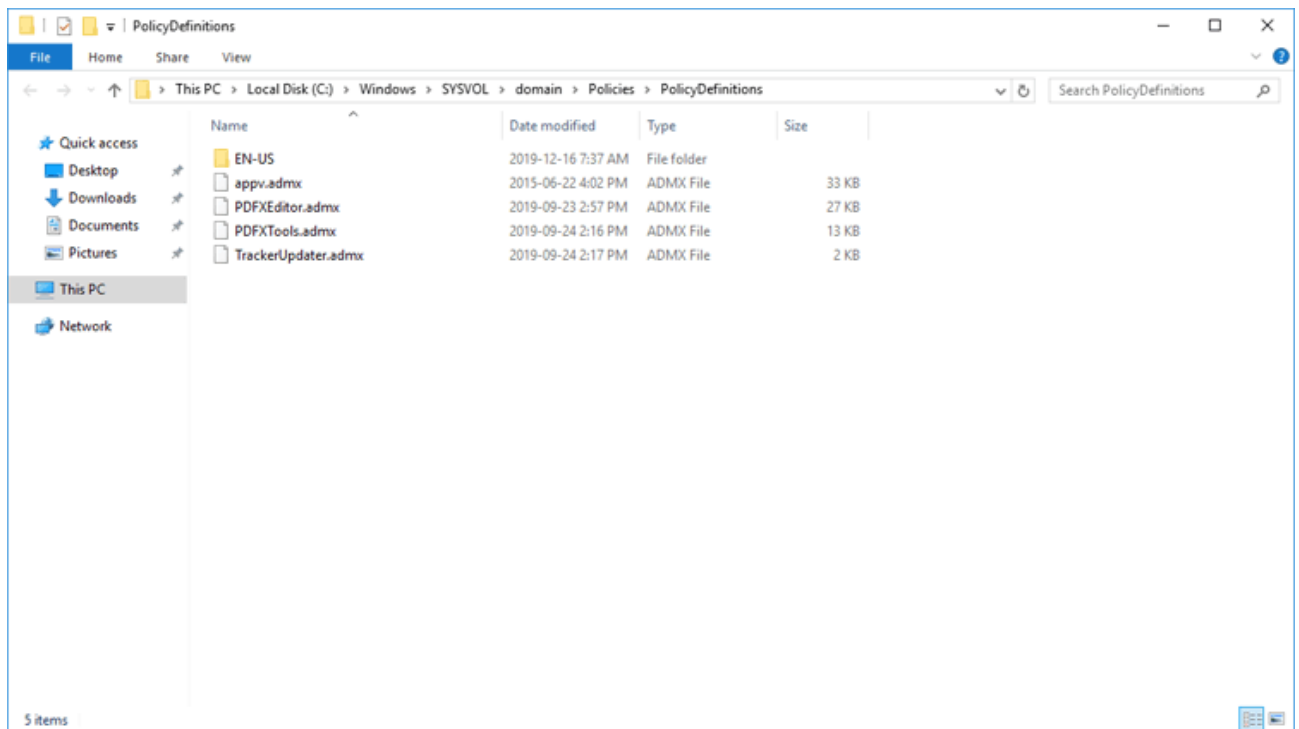 PolicyDefinitions
File Home Share View
This PC > Local Disk (C:) > Windows > SYSVOL > domain > Policies > PolicyDefinitions Search PolicyDefinitions
Name Date modified Type Size
Quick access
Desktop
Downloads
Documents
Pictures
This PC
Network
EN-US 2019-12-16 7:37 AM File folder
appv.admx 2015-06-22 4:02 PM ADMX File 33 KB
PDFXEditor.admx 2019-09-23 2:57 PM ADMX File 27 KB
PDFXTools.admx 2019-09-24 2:16 PM ADMX File 13 KB
TrackerUpdater.admx 2019-09-24 2:17 PM ADMX File 2 KB
5 items